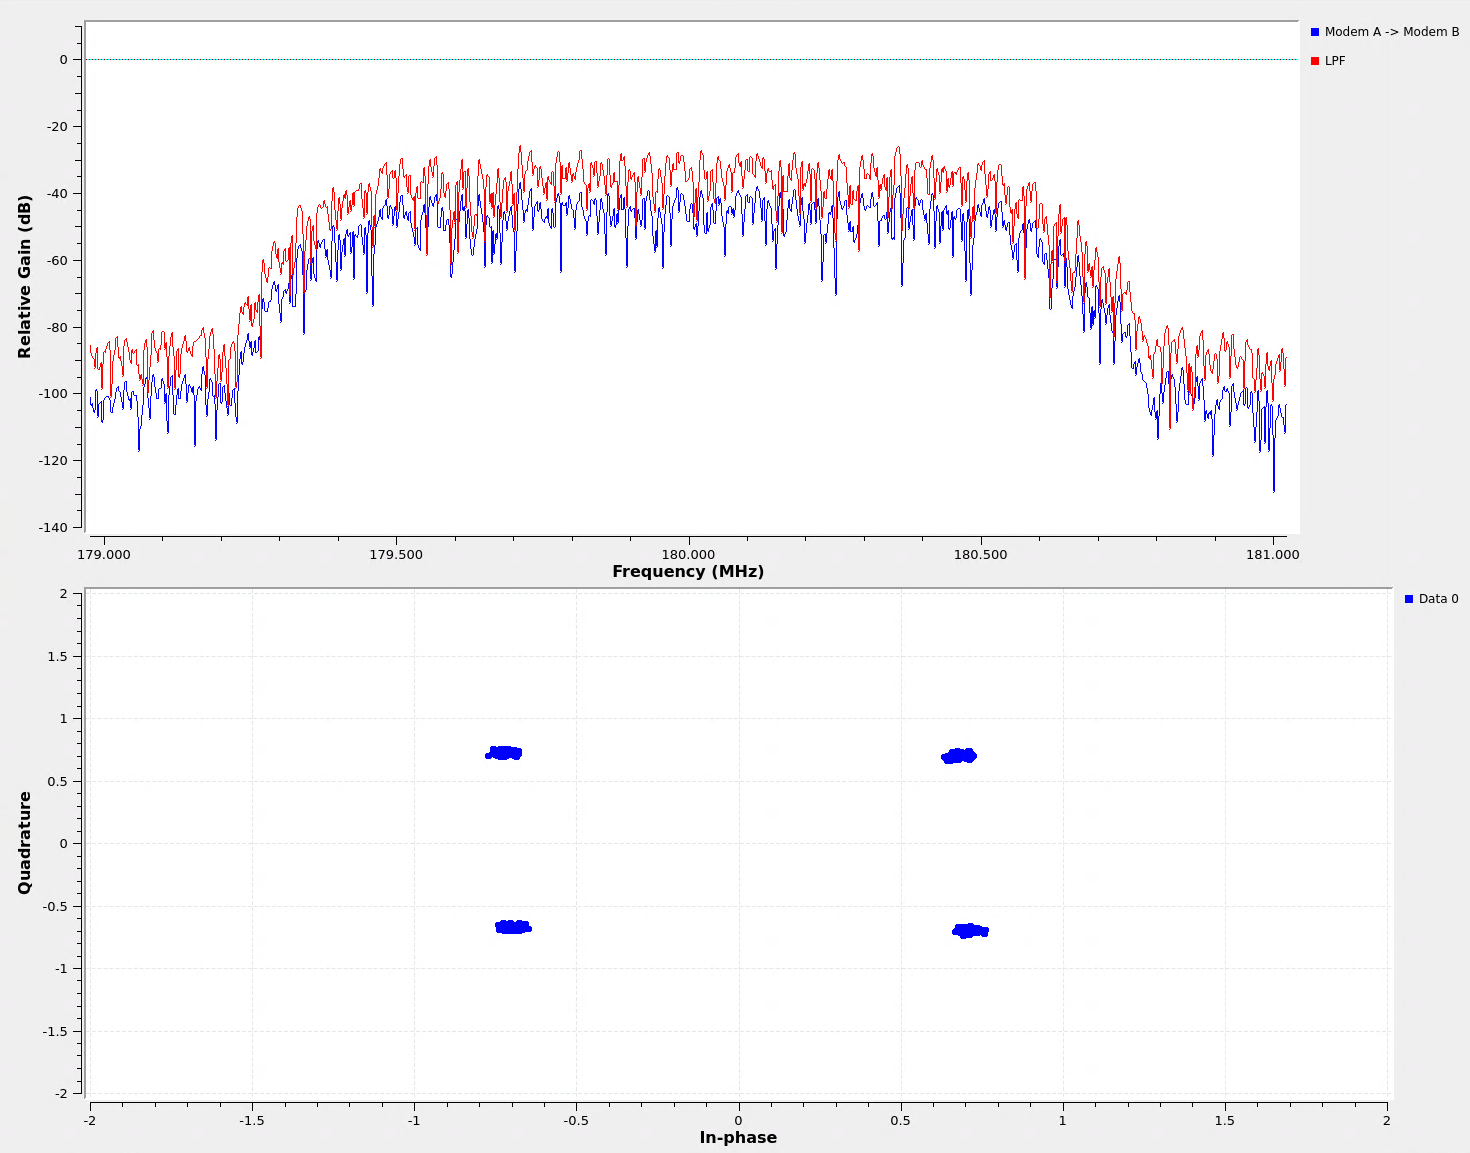 Modem A -> Modem B
LPF
Relative Gain (dB)
0
-20
-40
-60
-80
-100
-120
-140
179.000 179.500 180.000 180.500 181.000
Frequency (MHz)
Data 0
Quadrature
2
1.5
1
0.5
0
-0.5
-1
-1.5
-2
-2 -1.5 -1 -0.5 0 0.5 1 1.5 2
In-phase